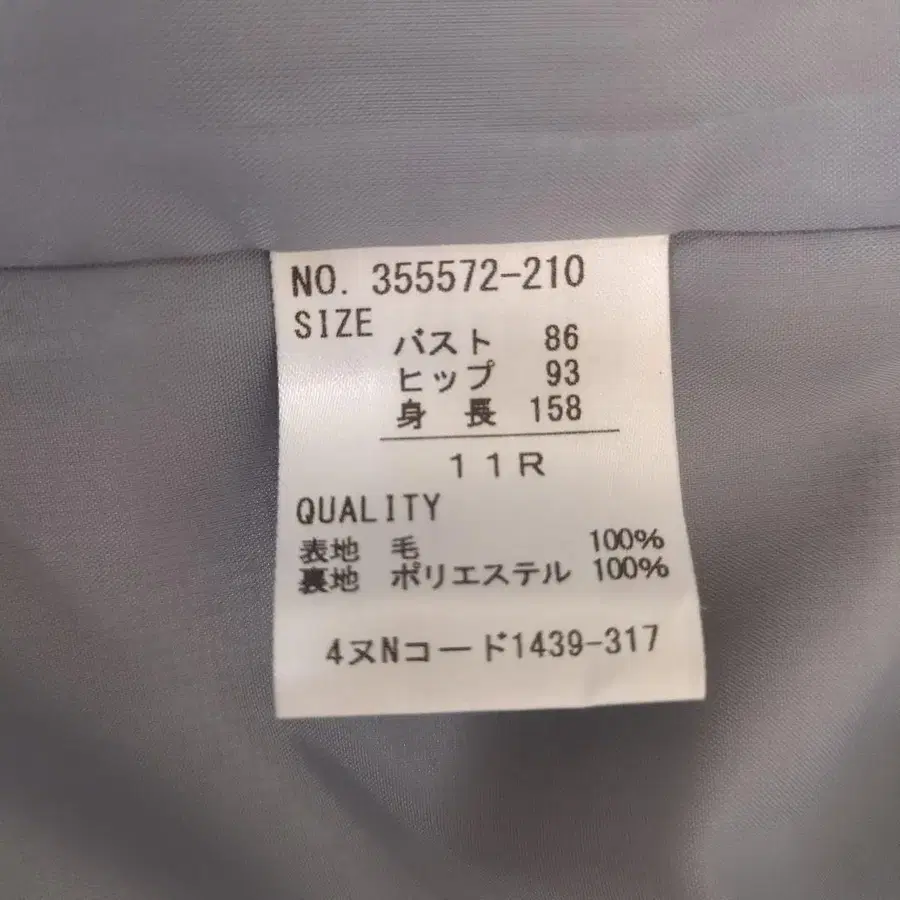 NO. 355572-210
SIZE
バスト 86
ヒップ 93
身 長 158
11R
QUALITY
表地 毛 100%
裏地 ポリエステル 100%
4ヌNコード1439-317